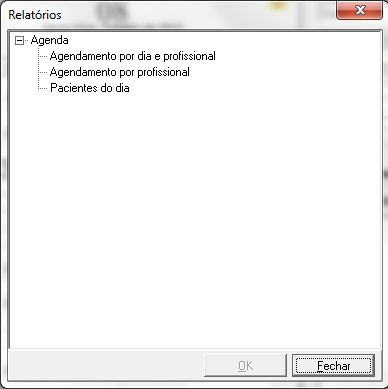 Relatórios
Agenda
Agendamento por dia e profissional
Agendamento por profissional
Pacientes do dia
OK
Fechar